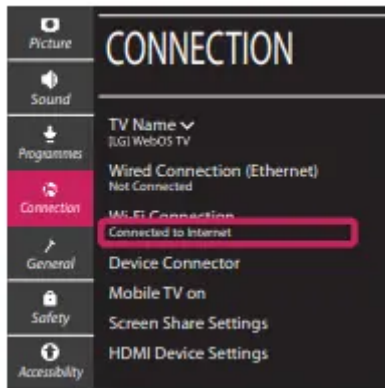 Picture
Sound
Programmes
Connection
General
Safety
Accessibility
CONNECTION
TV Name
[LG] WebOS TV
Wired Connection (Ethernet)
Not Connected
Wi-Fi Connection
Connected to Internet
Device Connector
Mobile TV on
Screen Share Settings
HDMI Device Settings